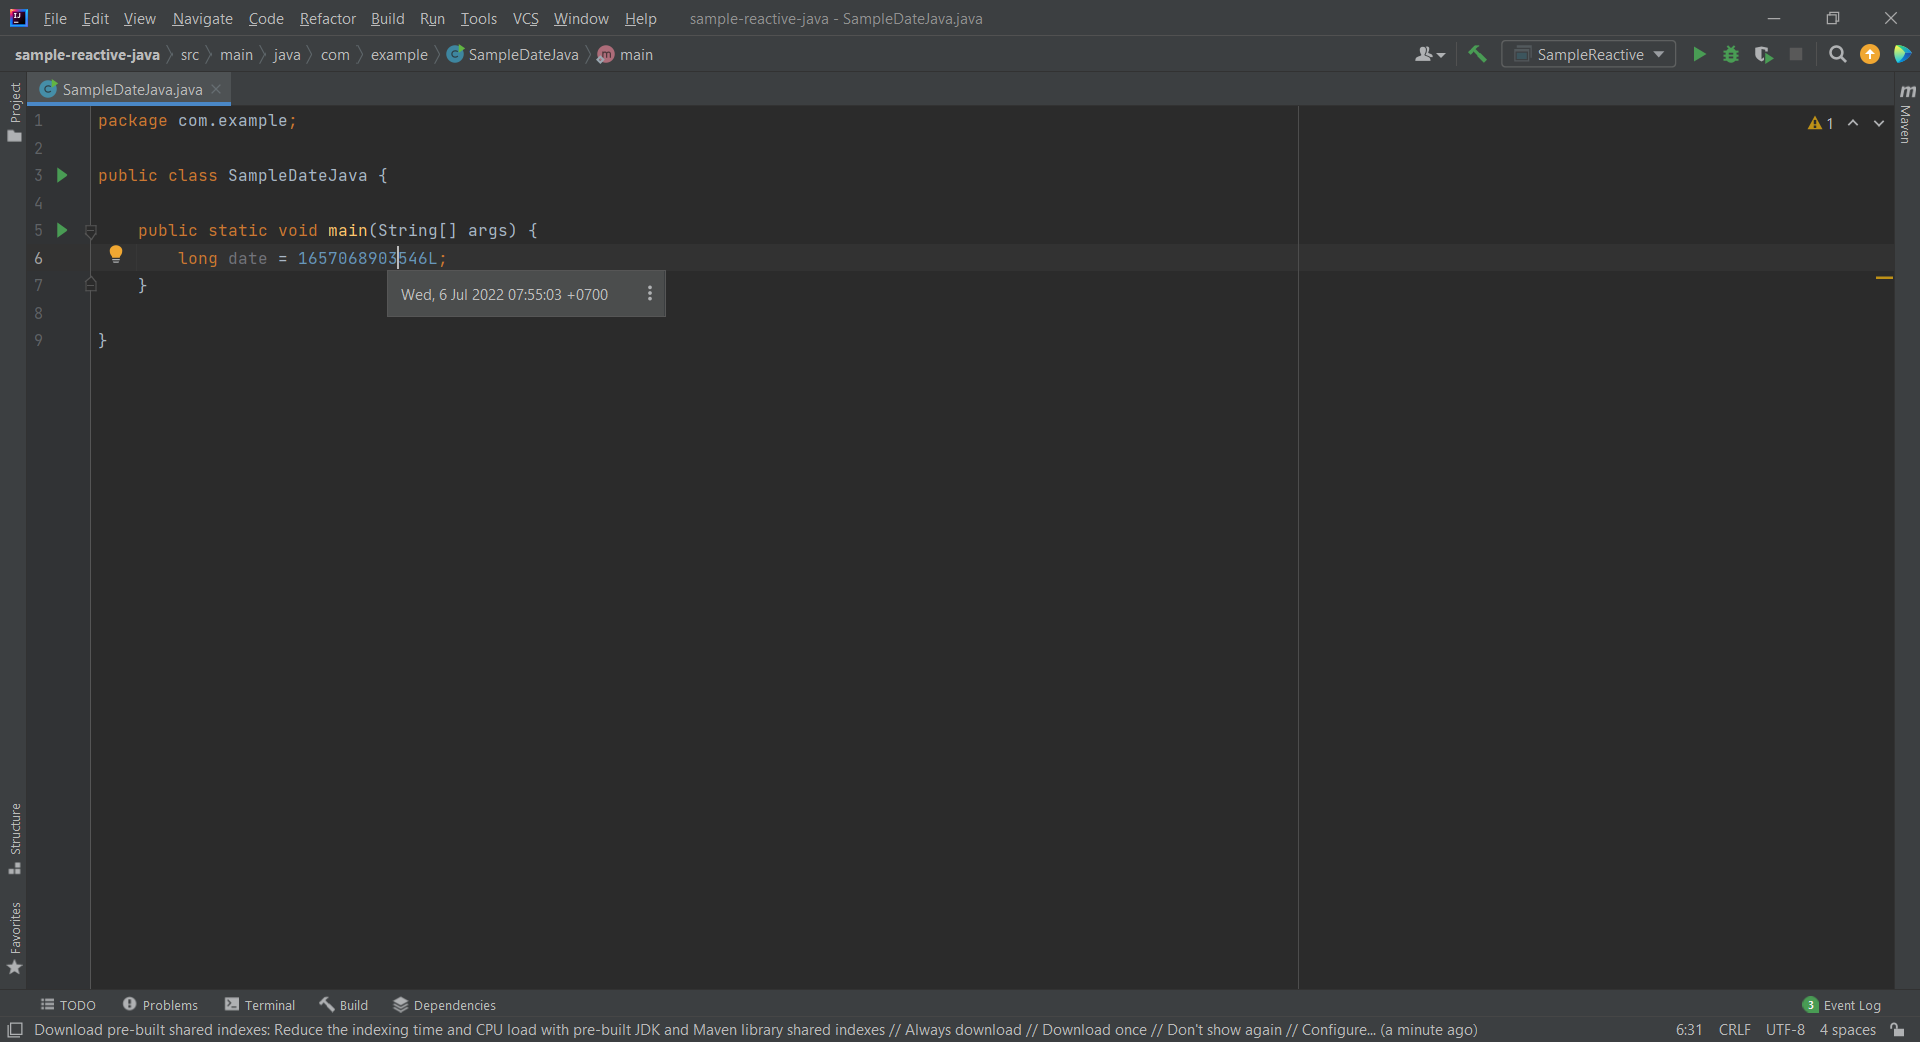 File Edit View Navigate Code Refactor Build Run Tools VCS Window Help sample-reactive-java - SampleDateJava.java
sample-reactive-java src main java com example SampleDateJava main SampleReactive
SampleDateJava.java
Project
Maven
1 package com.example;
1
2
3 public class SampleDateJava {
4
5 public static void main(String[] args) {
6 long date = 1657068903546L;
7 }
Wed, 6 Jul 2022 07:55:03 +0700
8
9 }
Structure
Favorites
TODO Problems Terminal Build Dependencies 3 Event Log
Download pre-built shared indexes: Reduce the indexing time and CPU load with pre-built JDK and Maven library shared indexes // Always download // Download once // Don't show again // Configure... (a minute ago) 6:31 CRLF UTF-8 4 spaces